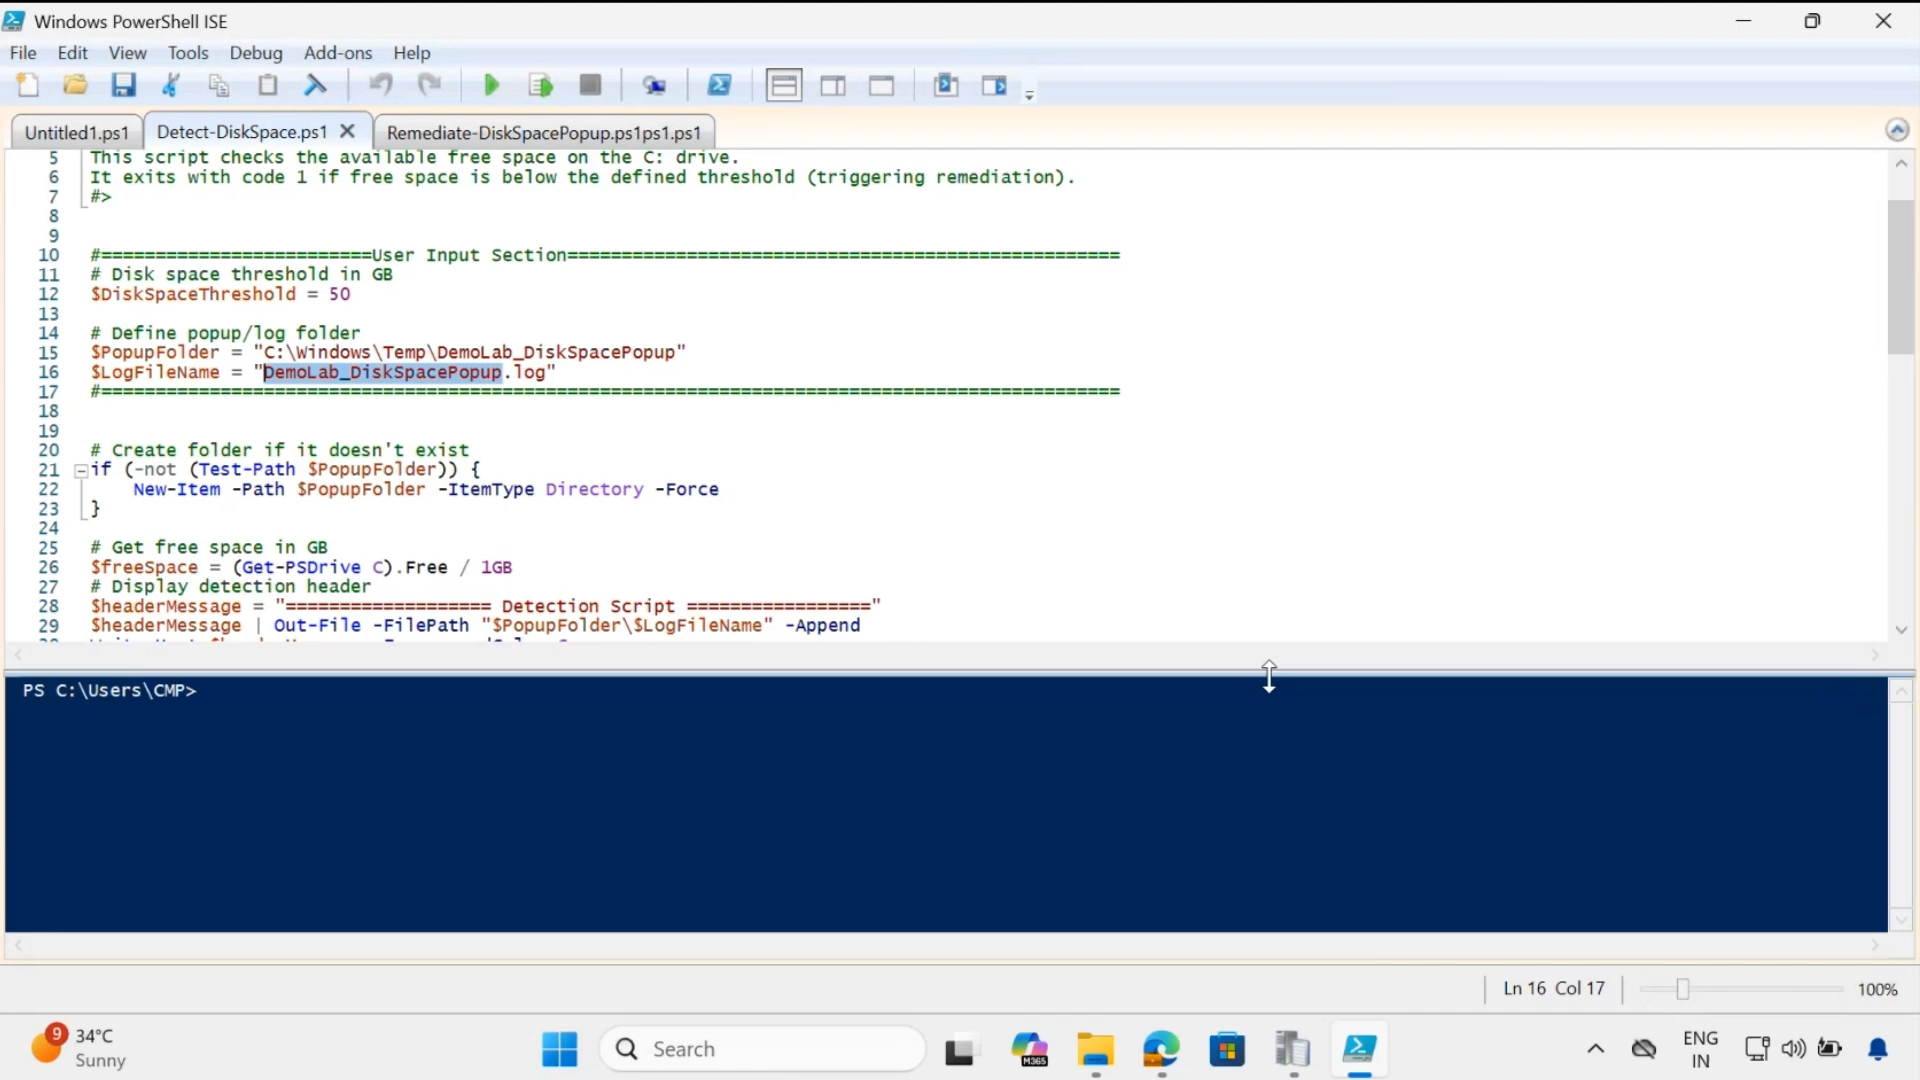 Windows PowerShell ISE
File Edit View Tools Debug Add-ons Help
Untitled1.ps1 Detect-DiskSpace.ps1 Remediate-DiskSpacePopup.ps1ps1.ps1
5 This script checks the available free space on the C: drive.
6 It exits with code 1 if free space is below the defined threshold (triggering remediation).
7 #>
8
9
10 #=========================User Input Section===================================================
11 # Disk space threshold in GB
12 $DiskSpaceThreshold = 50
13
14 # Define popup/log folder
15 $PopupFolder = "C:\Windows\Temp\DemoLab_DiskSpacePopup"
16 $LogFileName = "DemoLab_DiskSpacePopup.log"
17 #===============================================================================================
18
19
20 # Create folder if it doesn't exist
21 if (-not (Test-Path $PopupFolder)) {
22 New-Item -Path $PopupFolder -ItemType Directory -Force
23 }
24
25 # Get free space in GB
26 $freeSpace = (Get-PSDrive C).Free / 1GB
27 # Display detection header
28 $headerMessage = "=================== Detection Script ================="
29 $headerMessage | Out-File -FilePath "$PopupFolder\$LogFileName" -Append
PS C:\Users\CMP>
Ln 16 Col 17 100%
9 34°C
Sunny
Search
M365
ENG
IN